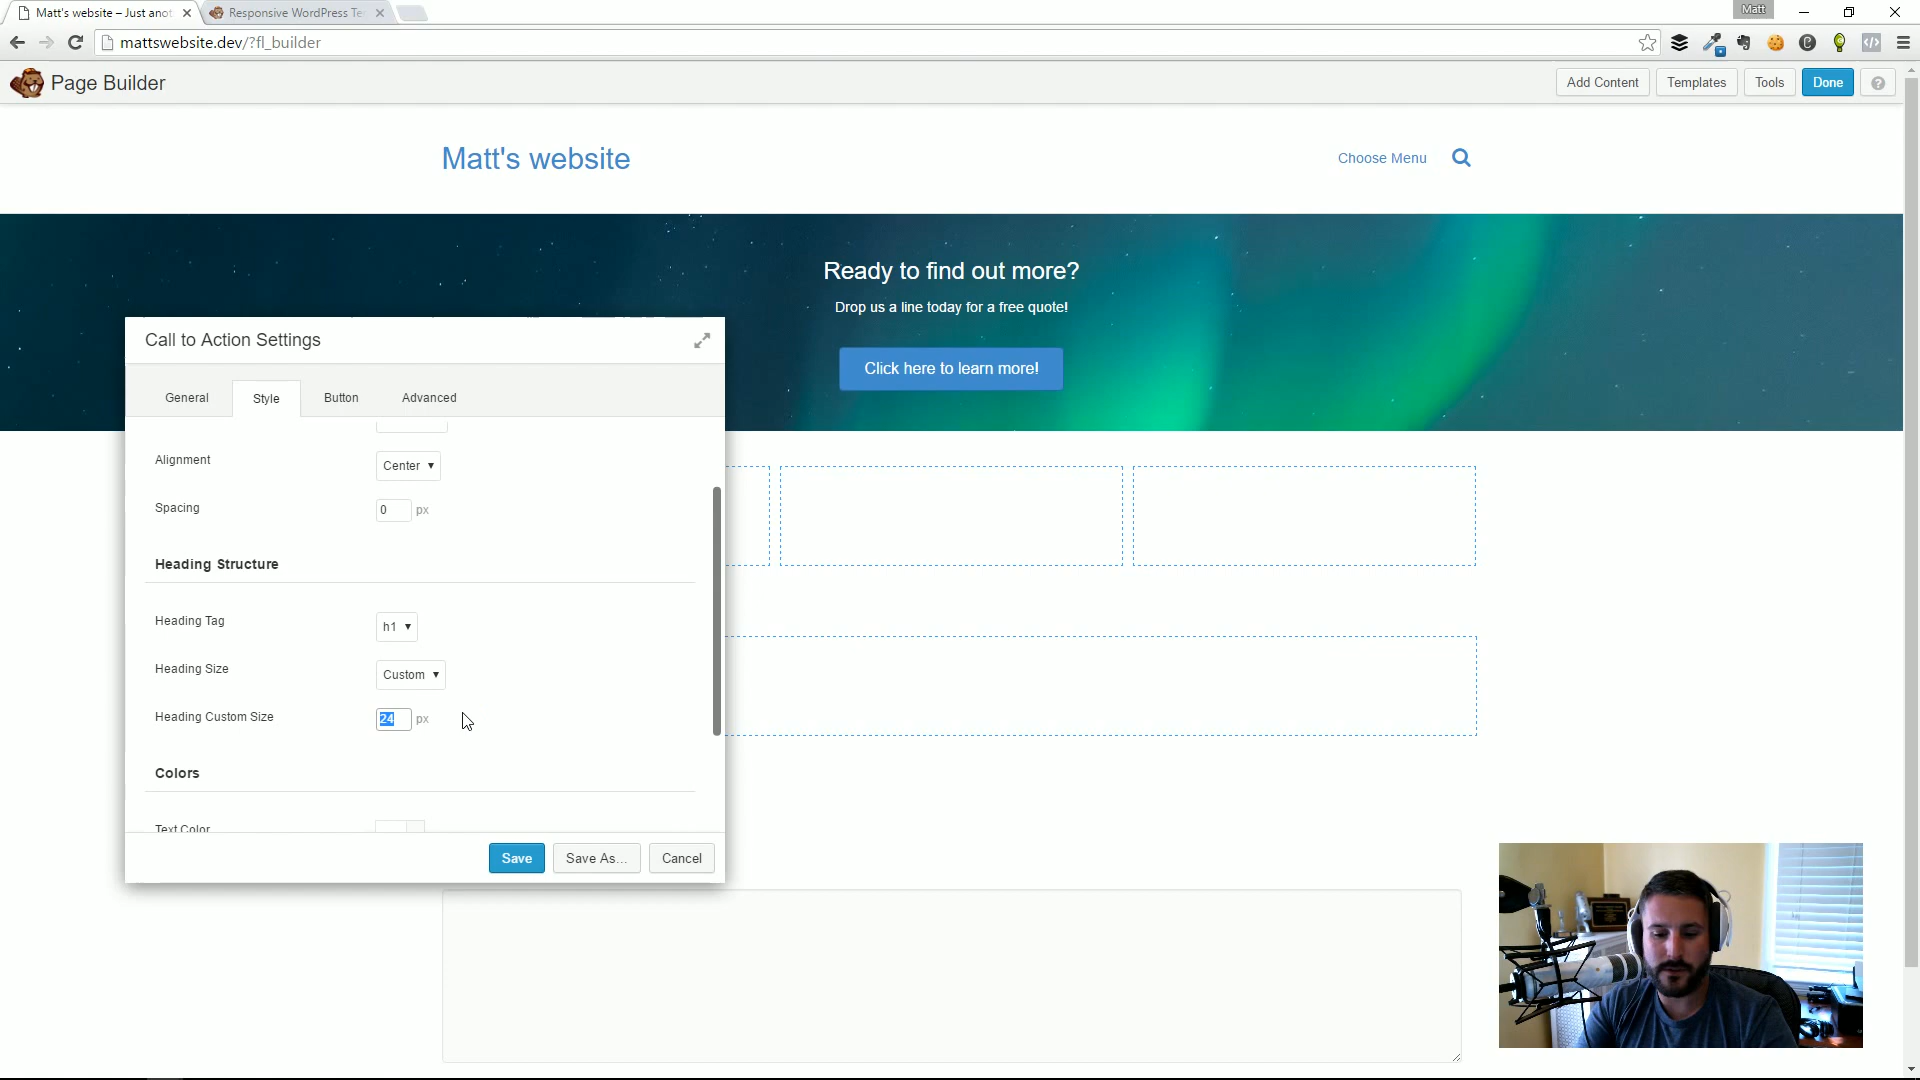 Matt's website – Just anot
Responsive WordPress Te
Matt
mattswebsite.dev/?fl_builder
Page Builder
Add Content
Templates
Tools
Done
?
Matt's website
Choose Menu
Ready to find out more?
Drop us a line today for a free quote!
Click here to learn more!
Call to Action Settings
General
Style
Button
Advanced
Alignment
Center
Spacing
0 px
Heading Structure
Heading Tag
h1
Heading Size
Custom
Heading Custom Size
24 px
Colors
Text Color
Save
Save As...
Cancel